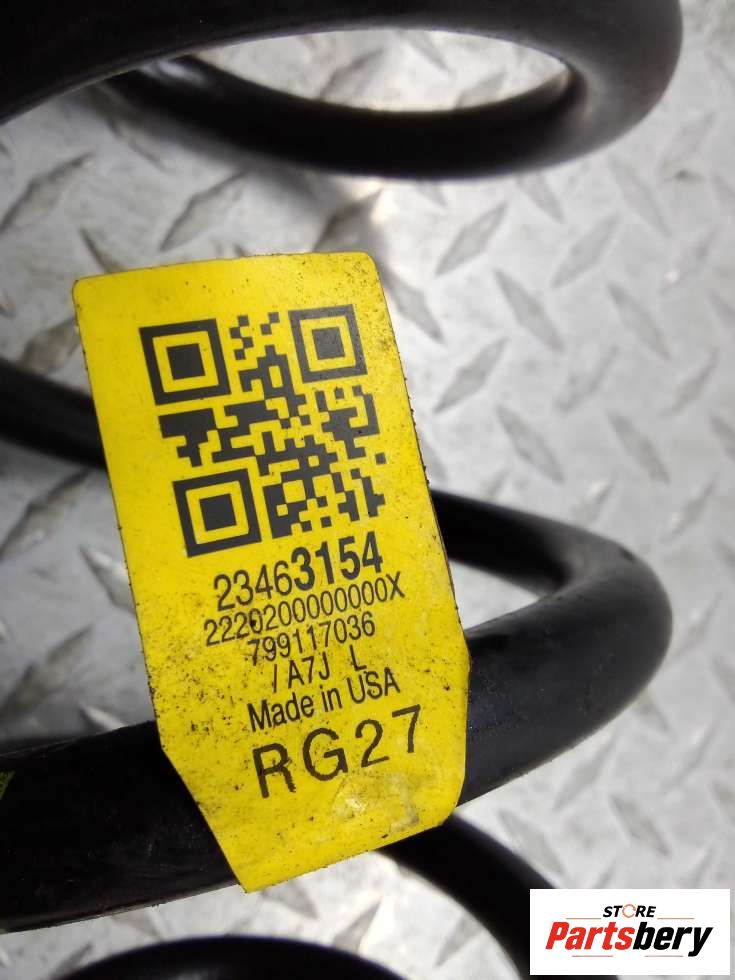 23463154
2220200000000X
799117036
/ A7J L
Made in USA
RG27
STORE
Partsbery